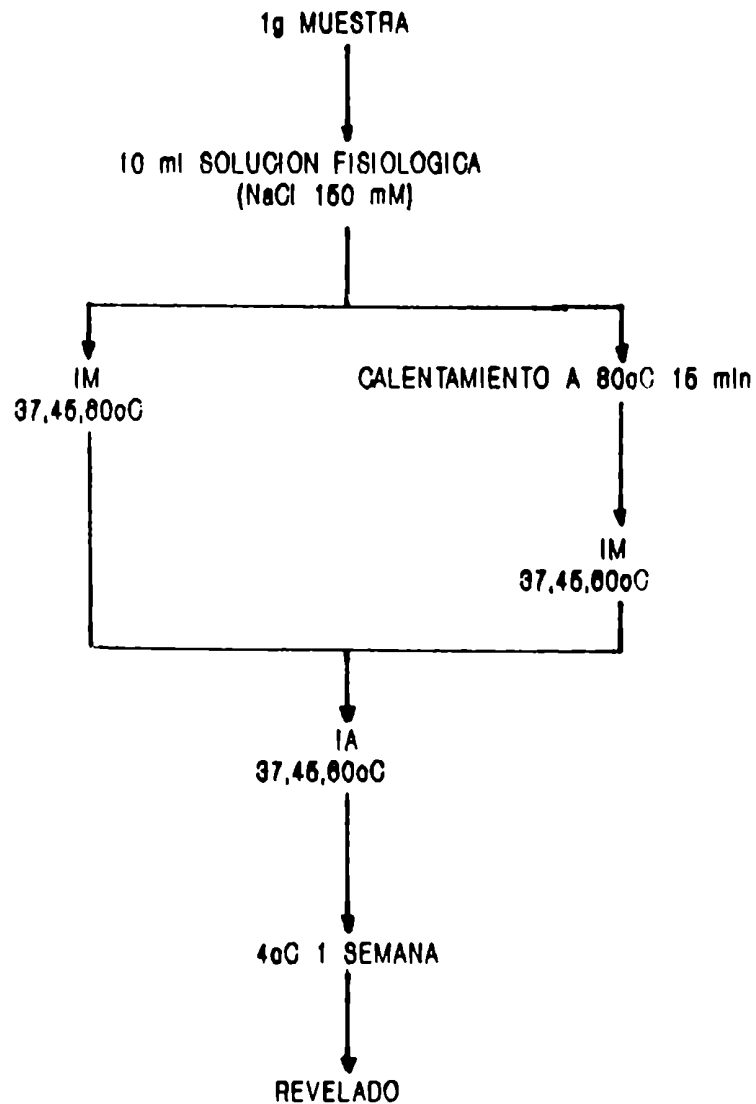 1g MUESTRA
10 ml SOLUCION FISIOLOGICA
(NaCl 150 mM)
IM
37,45,60oC
CALENTAMIENTO A 80oC 15 min
IM
37,45,60oC
IA
37,45,60oC
4oC 1 SEMANA
REVELADO